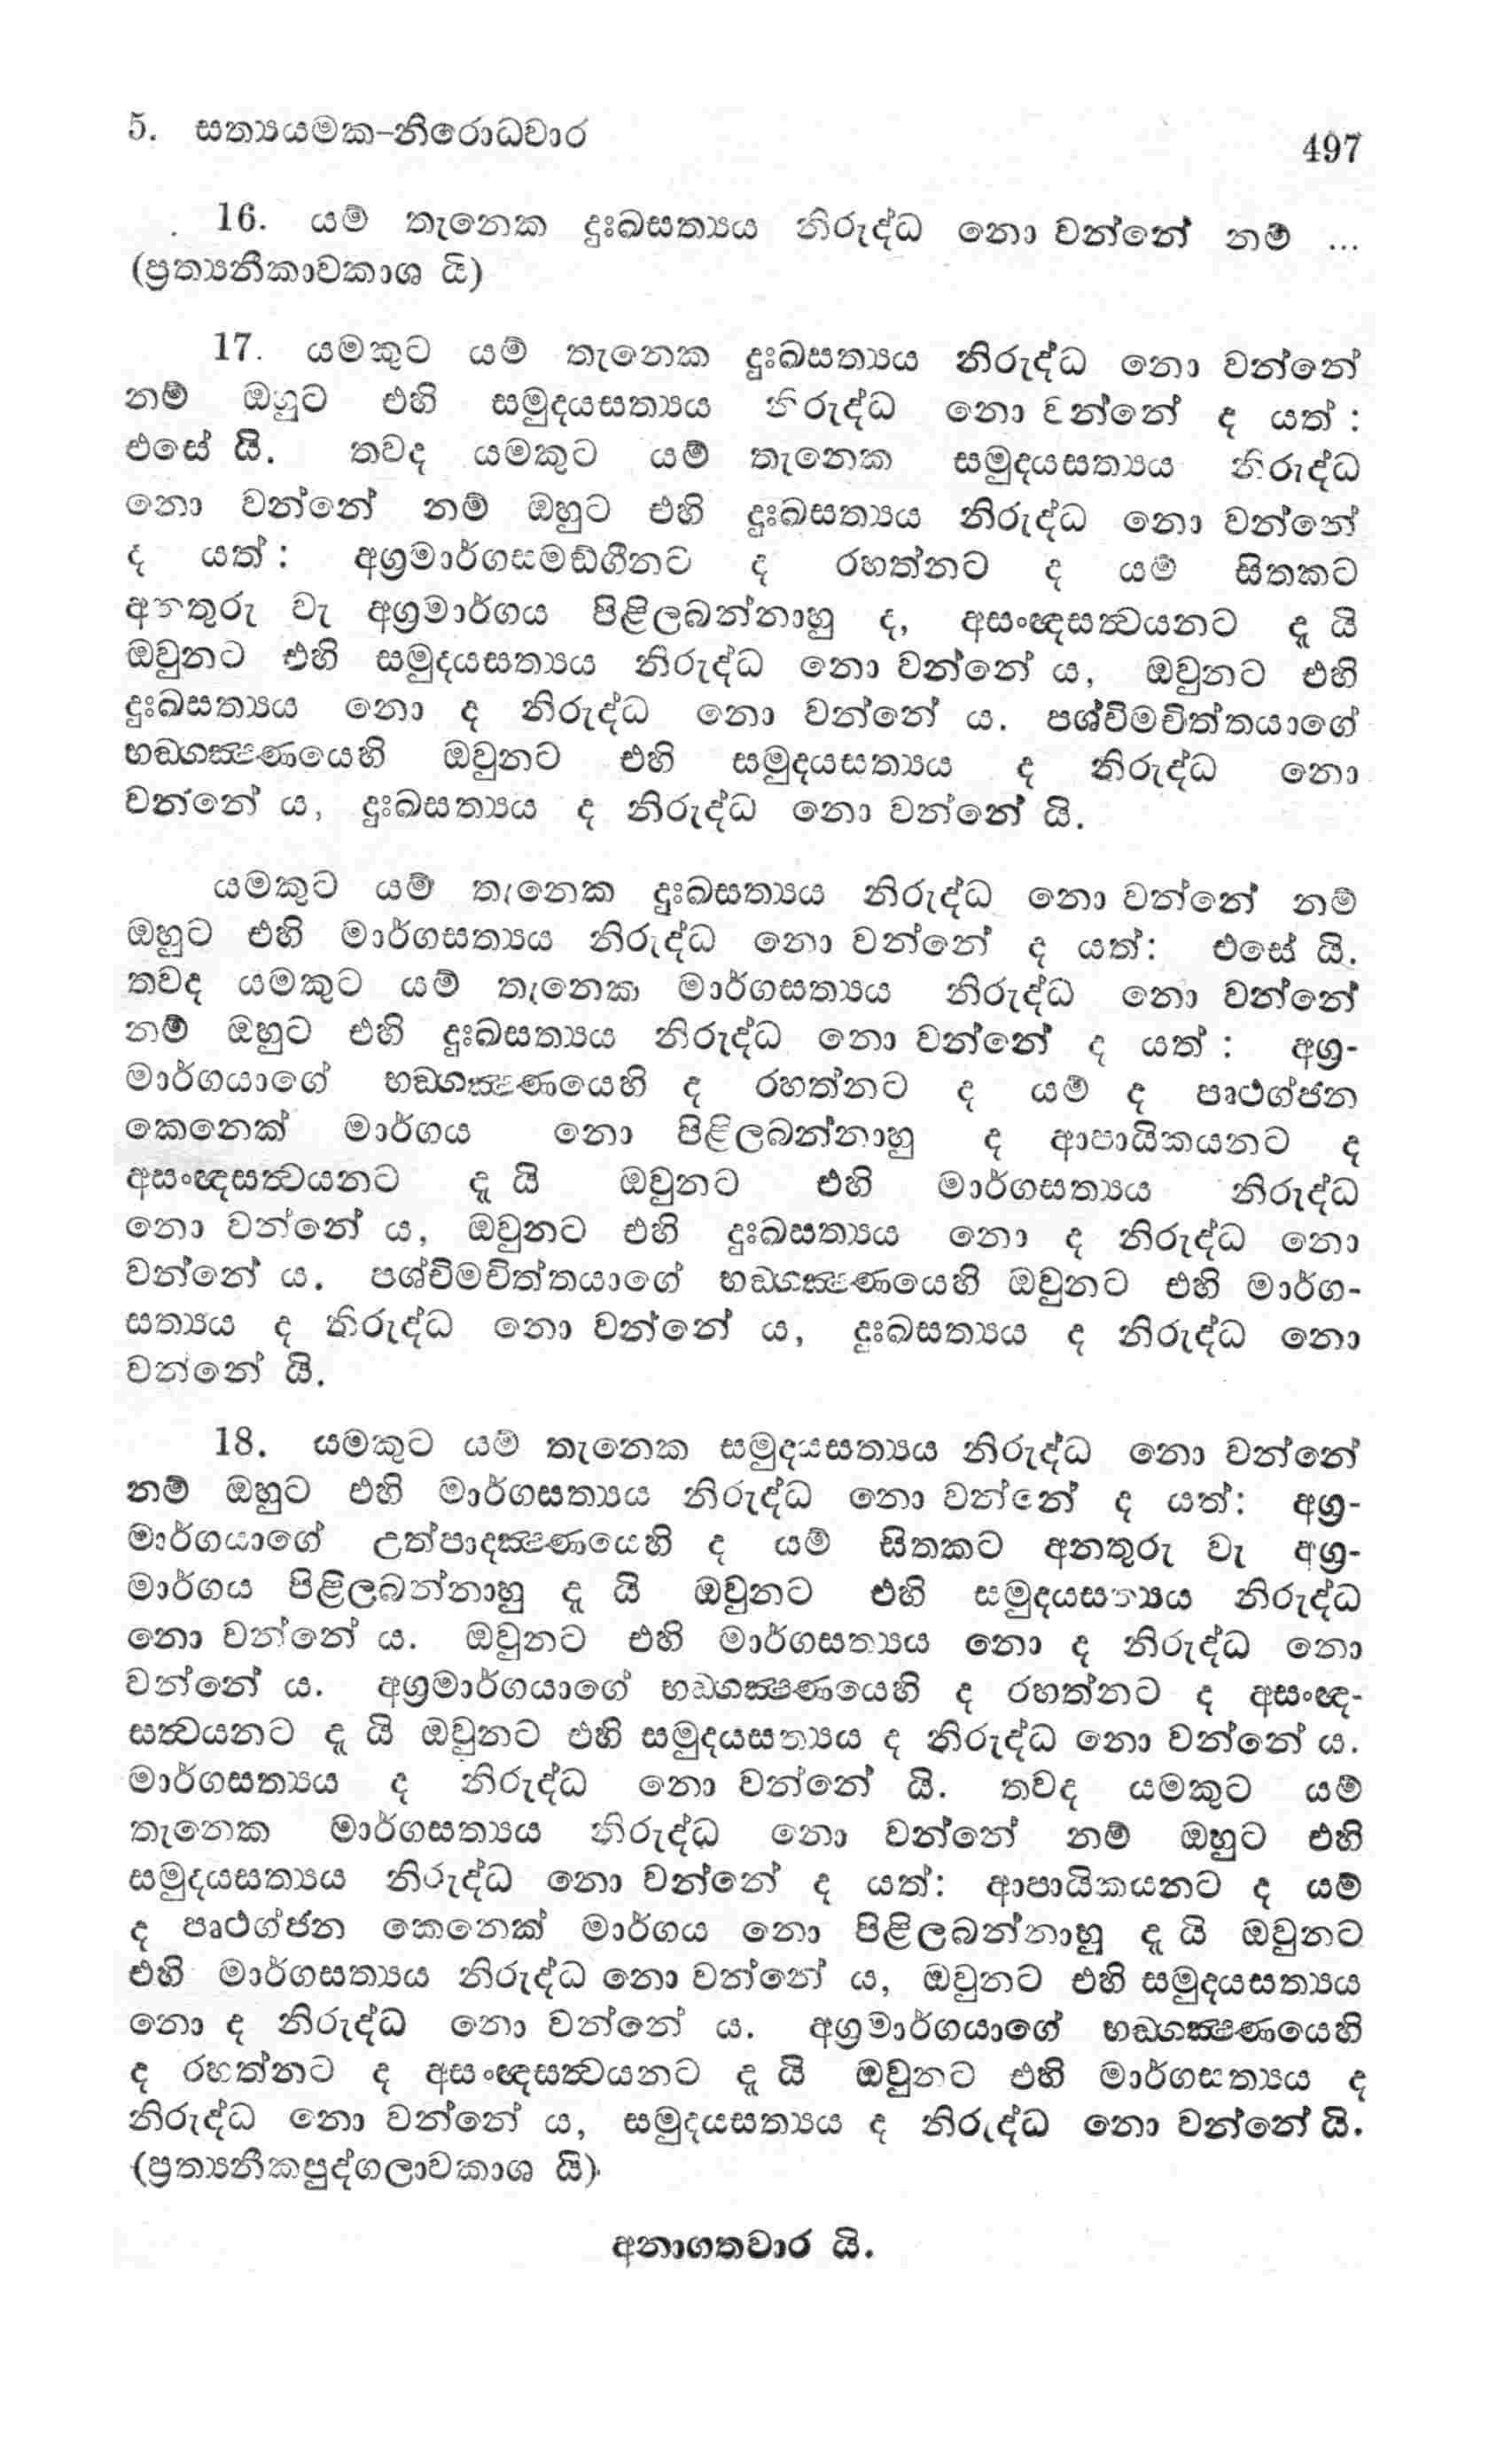 5. සත්‍යයමක-නිරොධවාර
497
16. යම් තැනෙක දුඃඛසත්‍යය නිරුද්ධ නො වන්නේ නම් ...
(ප්‍රත්‍යනීකාවකාශ යි)
17. යමකුට යම් තැනෙක දුඃඛසත්‍යය නිරුද්ධ නො වන්නේ
නම් ඔහුට එහි සමුදයසත්‍යය නිරුද්ධ නො වන්නේ ද යත් :
එසේ යි. තවද යමකුට යම් තැනෙක සමුදයසත්‍යය නිරුද්ධ
නො වන්නේ නම් ඔහුට එහි දුඃඛසත්‍යය නිරුද්ධ නො වන්නේ
ද යත් : අග්‍රමාර්ගසමඞ්ගීනට ද රහත්නට ද යම් සිතකට
අනතුරු වැ අග්‍රමාර්ගය පිළිලබන්නාහු ද, අසංඥසත්‍වයනට දැ යි
ඔවුනට එහි සමුදයසත්‍යය නිරුද්ධ නො වන්නේ ය, ඔවුනට එහි
දුඃඛසත්‍යය නො ද නිරුද්ධ නො වන්නේ ය. පශ්චිමචිත්තයාගේ
භඞ්ගක්‍ෂණයෙහි ඔවුනට එහි සමුදයසත්‍යය ද නිරුද්ධ නො
වන්නේ ය, දුඃඛසත්‍යය ද නිරුද්ධ නො වන්නේ යි.
යමකුට යම් තැනෙක දුඃඛසත්‍යය නිරුද්ධ නො වන්නේ නම්
ඔහුට එහි මාර්ගසත්‍යය නිරුද්ධ නො වන්නේ ද යත්: එසේ යි.
තවද යමකුට යම් තැනෙක මාර්ගසත්‍යය නිරුද්ධ නො වන්නේ
නම් ඔහුට එහි දුඃඛසත්‍යය නිරුද්ධ නො වන්නේ ද යත් : අග්‍ර-
මාර්ගයාගේ භඞ්ගක්‍ෂණයෙහි ද රහත්නට ද යම් ද පෘථග්ජන
කෙනෙක් මාර්ගය නො පිළිලබන්නාහු ද ආපායිකයනට ද
අසංඥසත්‍වයනට දැ යි ඔවුනට එහි මාර්ගසත්‍යය නිරුද්ධ
නො වන්නේ ය, ඔවුනට එහි දුඃඛසත්‍යය නො ද නිරුද්ධ නො
වන්නේ ය. පශ්චිමචිත්තයාගේ භඞ්ගක්‍ෂණයෙහි ඔවුනට එහි මාර්ග-
සත්‍යය ද නිරුද්ධ නො වන්නේ ය, දුඃඛසත්‍යය ද නිරුද්ධ නො
වන්නේ යි.
18. යමකුට යම් තැනෙක සමුදයසත්‍යය නිරුද්ධ නො වන්නේ
නම් ඔහුට එහි මාර්ගසත්‍යය නිරුද්ධ නො වන්නේ ද යත්: අග්‍ර-
මාර්ගයාගේ උත්පාදක්‍ෂණයෙහි ද යම් සිතකට අනතුරු වැ අග්‍ර-
මාර්ගය පිළිලබන්නාහු දැ යි ඔවුනට එහි සමුදයසත්‍යය නිරුද්ධ
නො වන්නේ ය. ඔවුනට එහි මාර්ගසත්‍යය නො ද නිරුද්ධ නො
වන්නේ ය. අග්‍රමාර්ගයාගේ භඞ්ගක්‍ෂණයෙහි ද රහත්නට ද අසංඥ-
සත්‍වයනට දැ යි ඔවුනට එහි සමුදයසත්‍යය ද නිරුද්ධ නො වන්නේ ය.
මාර්ගසත්‍යය ද නිරුද්ධ නො වන්නේ යි. තවද යමකුට යම්
තැනෙක මාර්ගසත්‍යය නිරුද්ධ නො වන්නේ නම් ඔහුට එහි
සමුදයසත්‍යය නිරුද්ධ නො වන්නේ ද යත්: ආපායිකයනට ද යම්
ද පෘථග්ජන කෙනෙක් මාර්ගය නො පිළිලබන්නාහු දැ යි ඔවුනට
එහි මාර්ගසත්‍යය නිරුද්ධ නො වන්නේ ය, ඔවුනට එහි සමුදයසත්‍යය
නො ද නිරුද්ධ නො වන්නේ ය. අග්‍රමාර්ගයාගේ භඞ්ගක්‍ෂණයෙහි
ද රහත්නට ද අසංඥසත්‍වයනට දැ යි ඔවුනට එහි මාර්ගසත්‍යය ද
නිරුද්ධ නො වන්නේ ය, සමුදයසත්‍යය ද නිරුද්ධ නො වන්නේ යි.
(ප්‍රත්‍යනීකපුද්ගලාවකාශ යි)
අනාගතවාර යි.